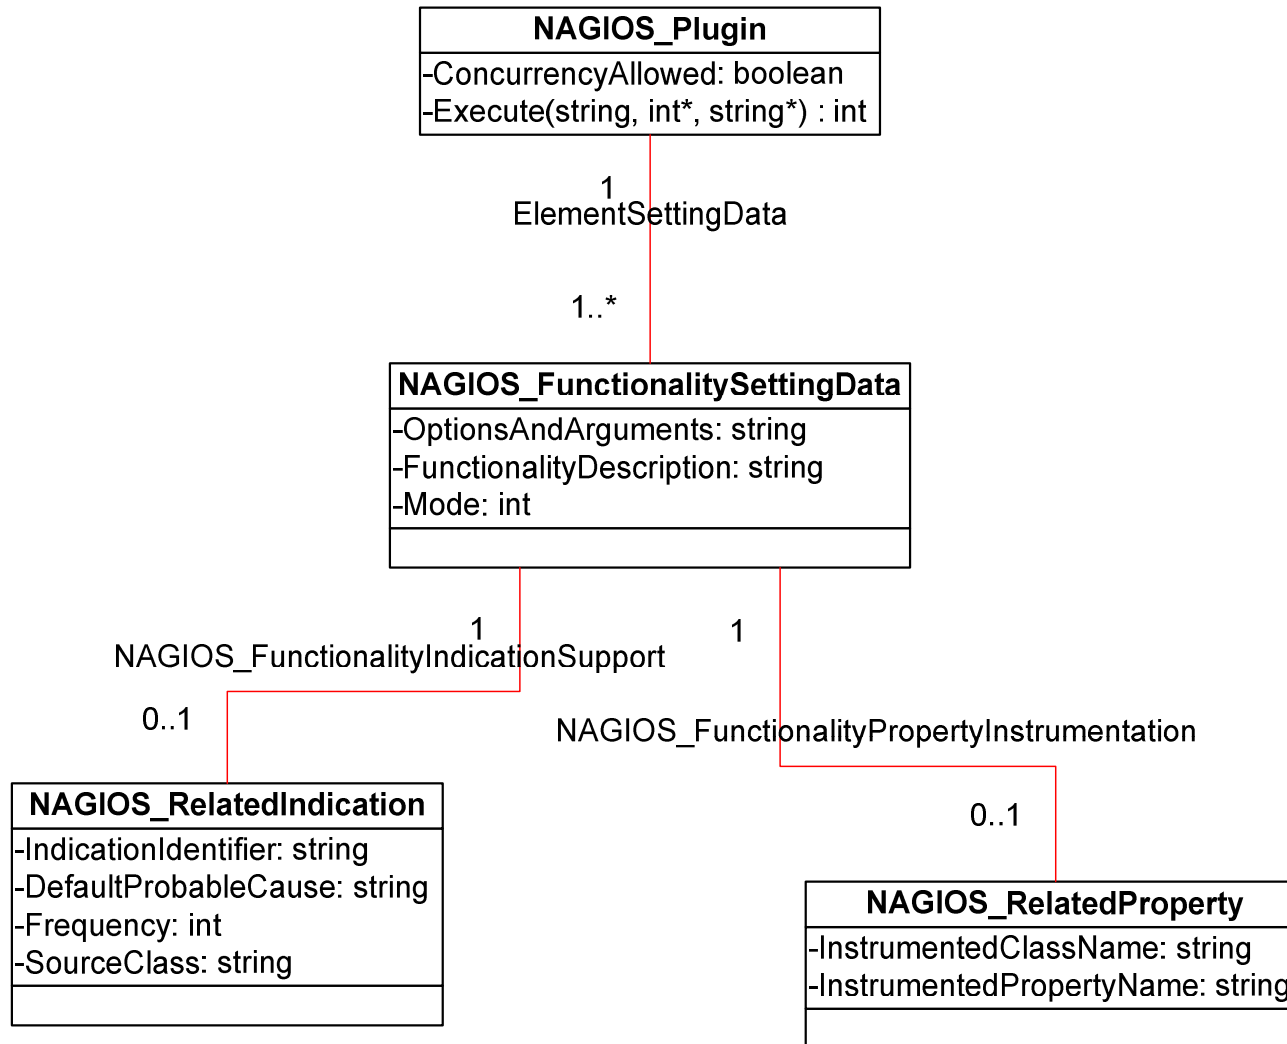 NAGIOS_Plugin
-ConcurrencyAllowed: boolean
-Execute(string, int*, string*) : int
1
ElementSettingData
1..*
NAGIOS_FunctionalitySettingData
-OptionsAndArguments: string
-FunctionalityDescription: string
-Mode: int
1
NAGIOS_FunctionalityIndicationSupport
0..1
1
NAGIOS_FunctionalityPropertyInstrumentation
0..1
NAGIOS_RelatedIndication
-IndicationIdentifier: string
-DefaultProbableCause: string
-Frequency: int
-SourceClass: string
NAGIOS_RelatedProperty
-InstrumentedClassName: string
-InstrumentedPropertyName: string